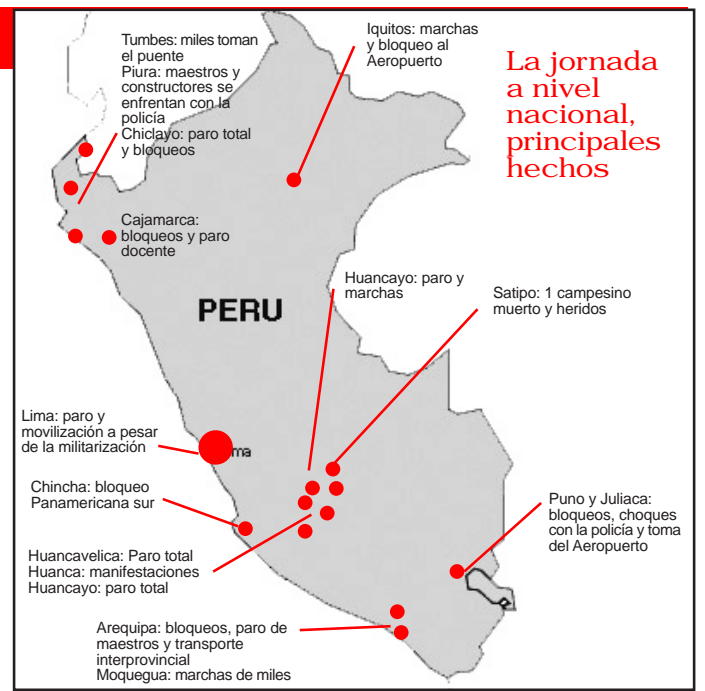 Tumbes: miles toman
el puente
Piura: maestros y
constructores se
enfrentan con la
policía
Chiclayo: paro total
y bloqueos
Iquitos: marchas
y bloqueo al
Aeropuerto
La jornada
a nivel
nacional,
principales
hechos
Cajamarca:
bloqueos y paro
docente
Huancayo: paro y
marchas
Satipo: 1 campesino
muerto y heridos
PERU
Lima: paro y
movilización a pesar
de la militarización
ma
Chincha: bloqueo
Panamericana sur
Puno y Juliaca:
bloqueos, choques
con la policía y toma
del Aeropuerto
Huancavelica: Paro total
Huanca: manifestaciones
Huancayo: paro total
Arequipa: bloqueos, paro de
maestros y transporte
interprovincial
Moquegua: marchas de miles